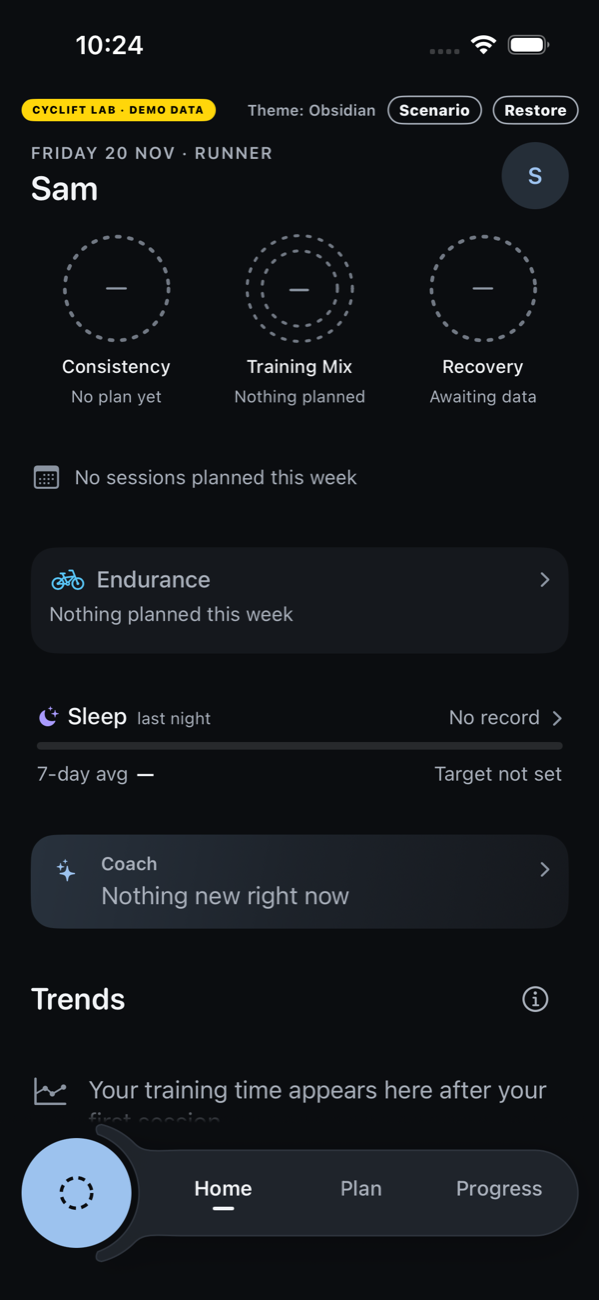 10:24
CYCLIFT LAB · DEMO DATA
Theme: Obsidian
Scenario
Restore
FRIDAY 20 NOV · RUNNER
Sam
S
Consistency
No plan yet
Training Mix
Nothing planned
Recovery
Awaiting data
No sessions planned this week
Endurance
Nothing planned this week
Sleep last night
No record
7-day avg —
Target not set
Coach
Nothing new right now
Trends
Your training time appears here after your
first session
Home
Plan
Progress